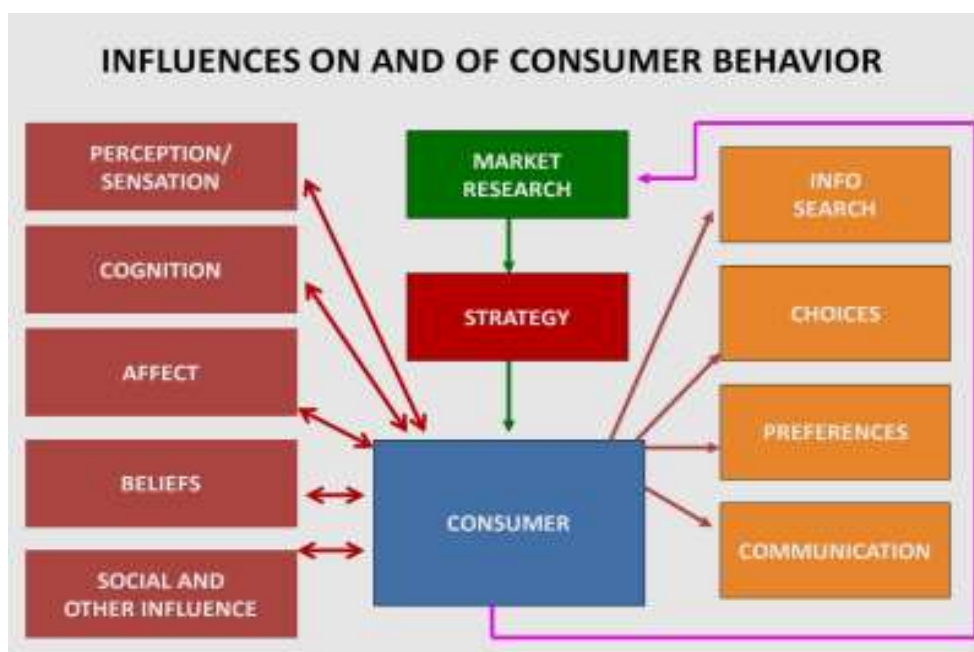 INFLUENCES ON AND OF CONSUMER BEHAVIOR
PERCEPTION/
SENSATION
COGNITION
AFFECT
BELIEFS
SOCIAL AND
OTHER INFLUENCE
MARKET
RESEARCH
STRATEGY
CONSUMER
INFO
SEARCH
CHOICES
PREFERENCES
COMMUNICATION